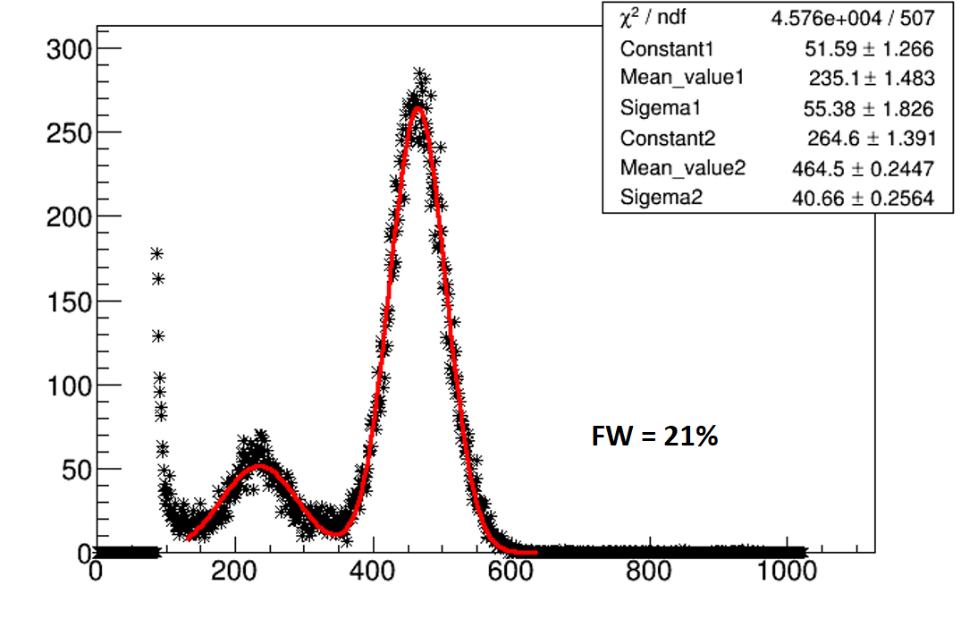 χ² / ndf 4.576e+004 / 507
Constant1 51.59 ± 1.266
Mean_value1 235.1 ± 1.483
Sigema1 55.38 ± 1.826
Constant2 264.6 ± 1.391
Mean_value2 464.5 ± 0.2447
Sigema2 40.66 ± 0.2564
300
250
200
150
100
50
0
FW = 21%
0 200 400 600 800 1000